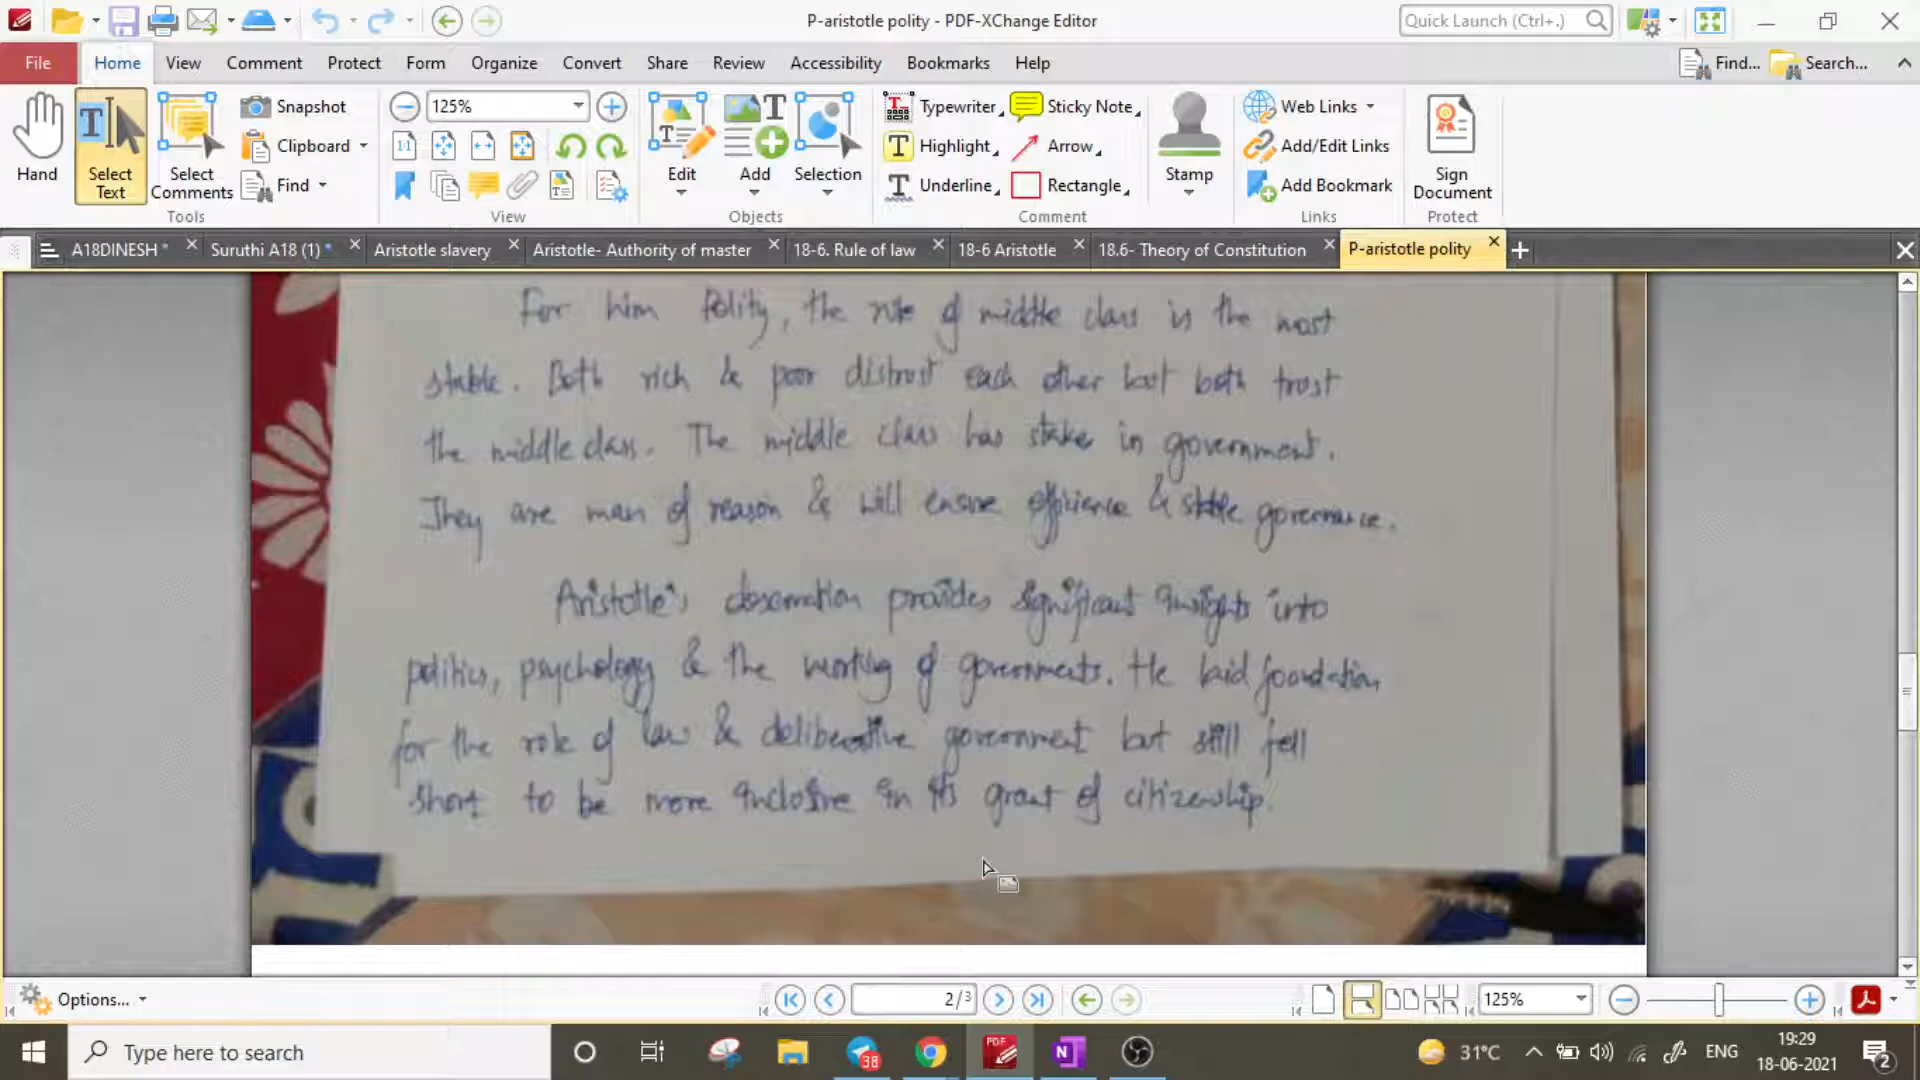 P-aristotle polity - PDF-XChange Editor
Quick Launch (Ctrl+.)
File Home View Comment Protect Form Organize Convert Share Review Accessibility Bookmarks Help Find... Search...
Hand
Select Text
Select Comments
Snapshot
Clipboard
Find
Tools
125%
View
Edit
Add
Selection
Objects
Typewriter
Highlight
Underline
Sticky Note
Arrow
Rectangle
Stamp
Comment
Web Links
Add/Edit Links
Add Bookmark
Links
Sign Document
Protect
A18DINESH * Suruthi A18 (1) * Aristotle slavery Aristotle- Authority of master 18-6. Rule of law 18-6 Aristotle 18.6- Theory of Constitution P-aristotle polity
For him Polity, the rule of middle class is the most
stable. Both rich & poor distrust each other but both trust
the middle class. The middle class has stake in government.
They are man of reason & will ensure efficience & stable governance.
Aristotle's observation provides significant insights into
politics, psychology & the working of governments. He laid foundation
for the role of law & deliberative government but still fell
short to be more inclusive in its grant of citizenship.
Options... 2/3 125%
Type here to search
38
31°C ENG
19:29
18-06-2021
2